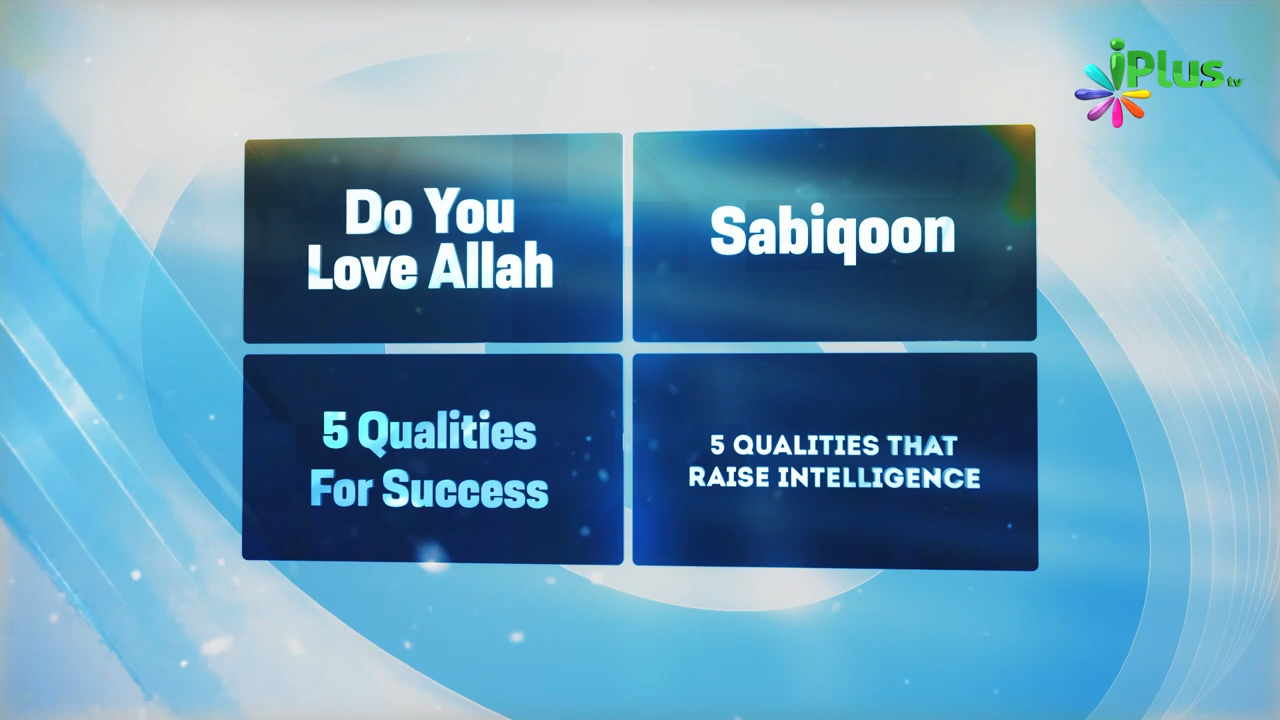 iPlus tv
Do You
Love Allah
Sabiqoon
5 Qualities
For Success
5 QUALITIES THAT
RAISE INTELLIGENCE